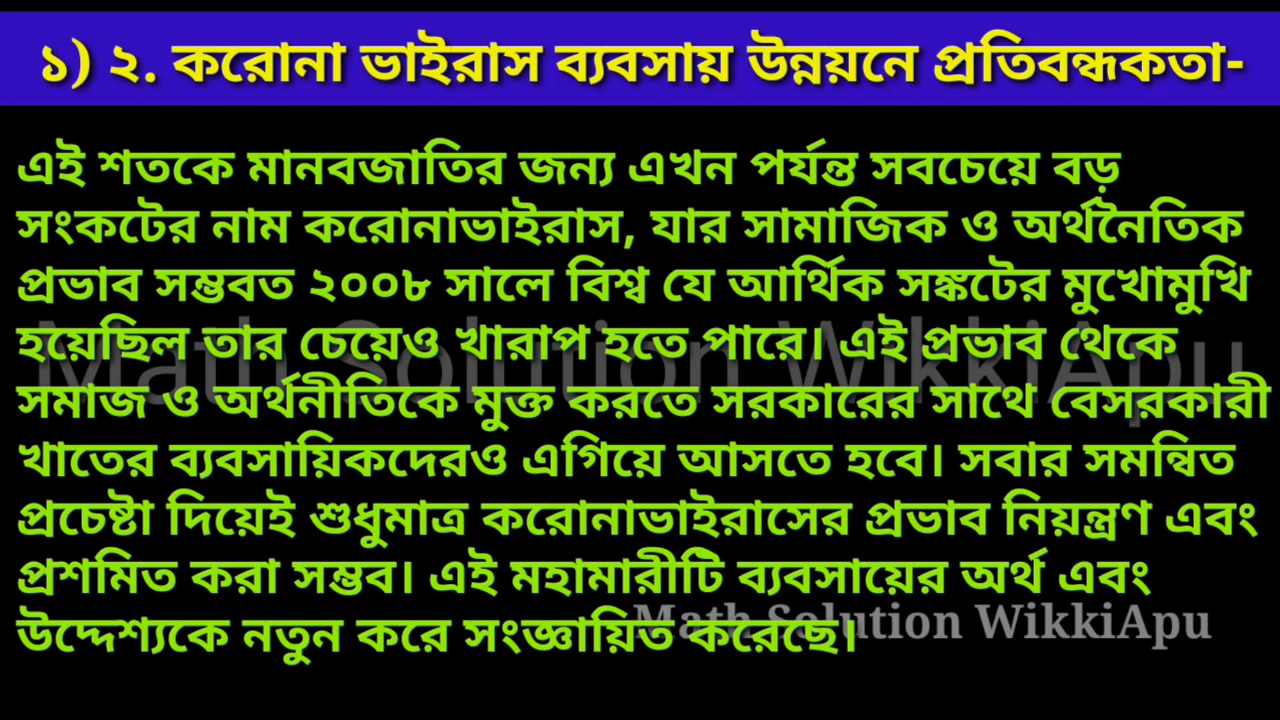 ১) ২. করোনা ভাইরাস ব্যবসায় উন্নয়নে প্রতিবন্ধকতা-
এই শতকে মানবজাতির জন্য এখন পর্যন্ত সবচেয়ে বড়
সংকটের নাম করোনাভাইরাস, যার সামাজিক ও অর্থনৈতিক
প্রভাব সম্ভবত ২০০৮ সালে বিশ্ব যে আর্থিক সঙ্কটের মুখোমুখি
হয়েছিল তার চেয়েও খারাপ হতে পারে। এই প্রভাব থেকে
Math Solution WikkiApu
সমাজ ও অর্থনীতিকে মুক্ত করতে সরকারের সাথে বেসরকারী
খাতের ব্যবসায়িকদেরও এগিয়ে আসতে হবে। সবার সমন্বিত
প্রচেষ্টা দিয়েই শুধুমাত্র করোনাভাইরাসের প্রভাব নিয়ন্ত্রণ এবং
প্রশমিত করা সম্ভব। এই মহামারীটি ব্যবসায়ের অর্থ এবং
উদ্দেশ্যকে নতুন করে সংজ্ঞায়িত করেছে।
Math Solution WikkiApu